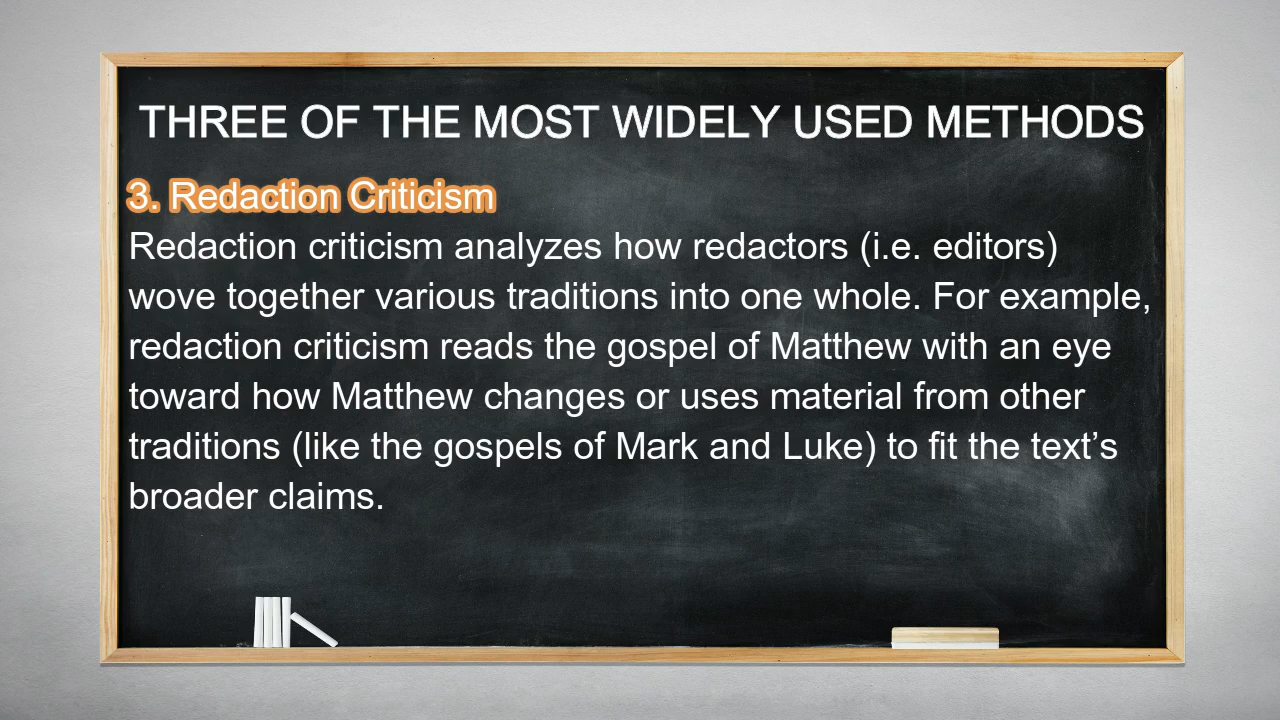 THREE OF THE MOST WIDELY USED METHODS
3. Redaction Criticism
Redaction criticism analyzes how redactors (i.e. editors)
wove together various traditions into one whole. For example,
redaction criticism reads the gospel of Matthew with an eye
toward how Matthew changes or uses material from other
traditions (like the gospels of Mark and Luke) to fit the text’s
broader claims.